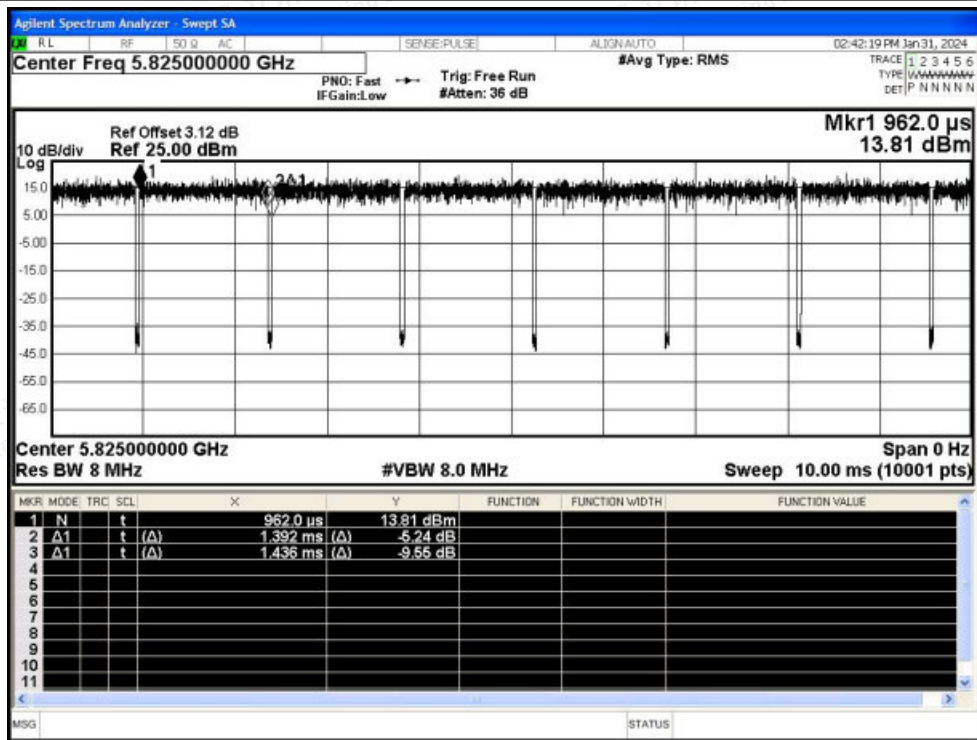 Agilent Spectrum Analyzer - Swept SA
LXI RL RF 50 Ω AC SENSE:PULSE ALIGNAUTO 02:42:19 PM Jan 31, 2024
Center Freq 5.825000000 GHz #Avg Type: RMS TRACE 1 2 3 4 5 6
PNO: Fast Trig: Free Run TYPE
IFGain:Low #Atten: 36 dB DET P N N N N N
Mkr1 962.0 µs
13.81 dBm
Ref Offset 3.12 dB
10 dB/div Ref 25.00 dBm
Log
1
2Δ1
15.0
5.00
-5.00
-15.0
-25.0
-35.0
-45.0
-55.0
-65.0
Center 5.825000000 GHz Span 0 Hz
Res BW 8 MHz #VBW 8.0 MHz Sweep 10.00 ms (10001 pts)
MKR MODE TRC SCL X Y FUNCTION FUNCTION WIDTH FUNCTION VALUE
1 N t 962.0 µs 13.81 dBm
2 Δ1 t (Δ) 1.392 ms (Δ) -5.24 dB
3 Δ1 t (Δ) 1.436 ms (Δ) -9.55 dB
4
5
6
7
8
9
10
11
MSG STATUS